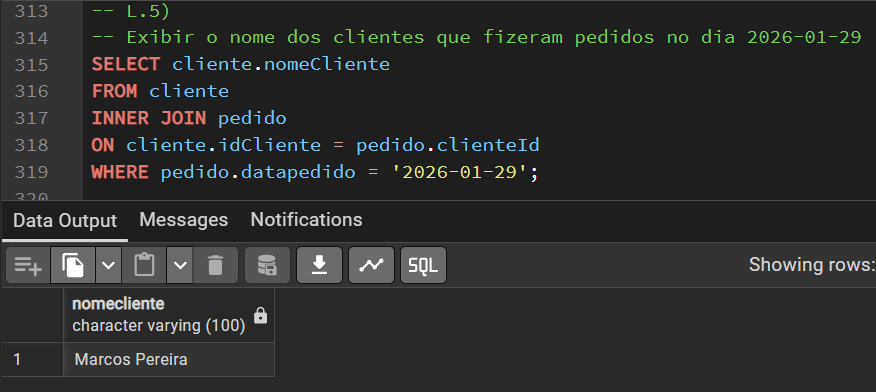 313 -- L.5)
314 -- Exibir o nome dos clientes que fizeram pedidos no dia 2026-01-29
315 SELECT cliente.nomeCliente
316 FROM cliente
317 INNER JOIN pedido
318 ON cliente.idCliente = pedido.clienteId
319 WHERE pedido.datapedido = '2026-01-29';
320
Data Output Messages Notifications
SQL Showing rows:
nomecliente
character varying (100)
1 Marcos Pereira